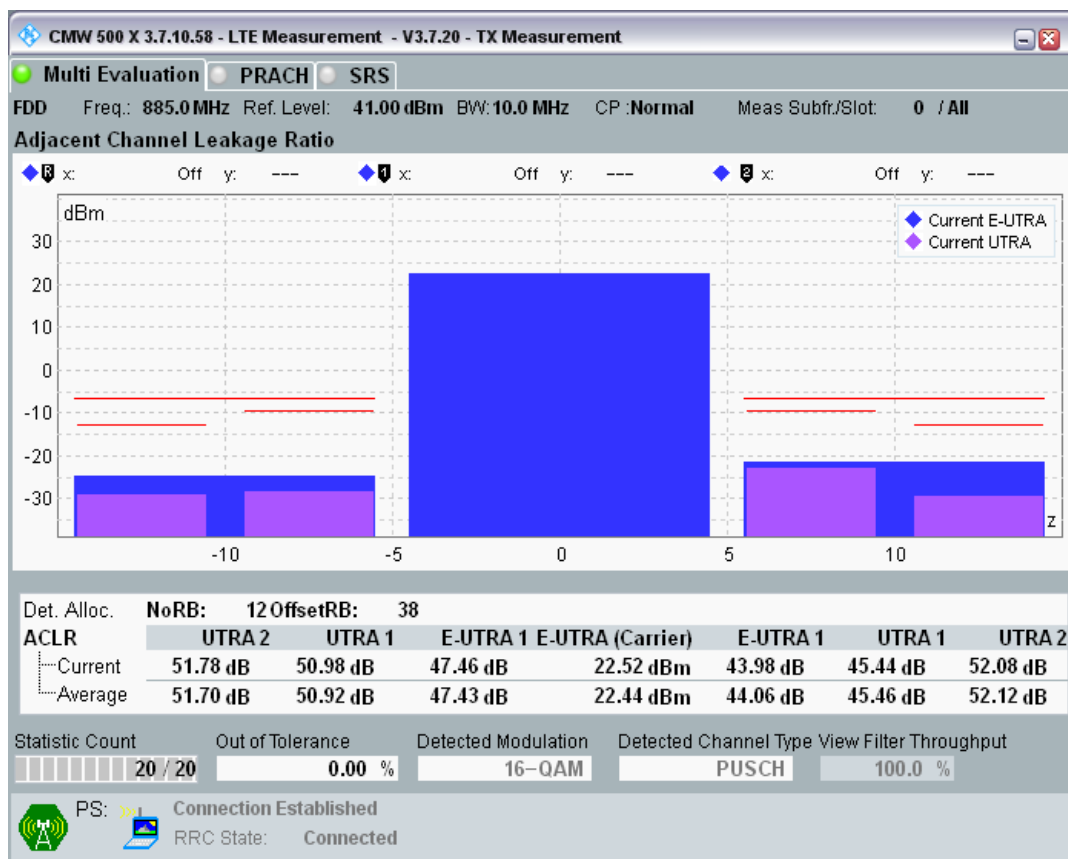 CMW 500 X 3.7.10.58 - LTE Measurement - V3.7.20 - TX Measurement
Multi Evaluation PRACH SRS
FDD Freq.: 885.0 MHz Ref. Level: 41.00 dBm BW: 10.0 MHz CP :Normal Meas Subfr./Slot: 0 / All
Adjacent Channel Leakage Ratio
R x: Off y: --- 1 x: Off y: --- 2 x: Off y: ---
dBm
Current E-UTRA
Current UTRA
30
20
10
0
-10
-20
-30
z
-10 -5 0 5 10
Det. Alloc. NoRB: 12 OffsetRB: 38
ACLR UTRA 2 UTRA 1 E-UTRA 1 E-UTRA (Carrier) E-UTRA 1 UTRA 1 UTRA 2
Current 51.78 dB 50.98 dB 47.46 dB 22.52 dBm 43.98 dB 45.44 dB 52.08 dB
Average 51.70 dB 50.92 dB 47.43 dB 22.44 dBm 44.06 dB 45.46 dB 52.12 dB
Statistic Count Out of Tolerance Detected Modulation Detected Channel Type View Filter Throughput
20 / 20 0.00 % 16-QAM PUSCH 100.0 %
PS: Connection Established
RRC State: Connected